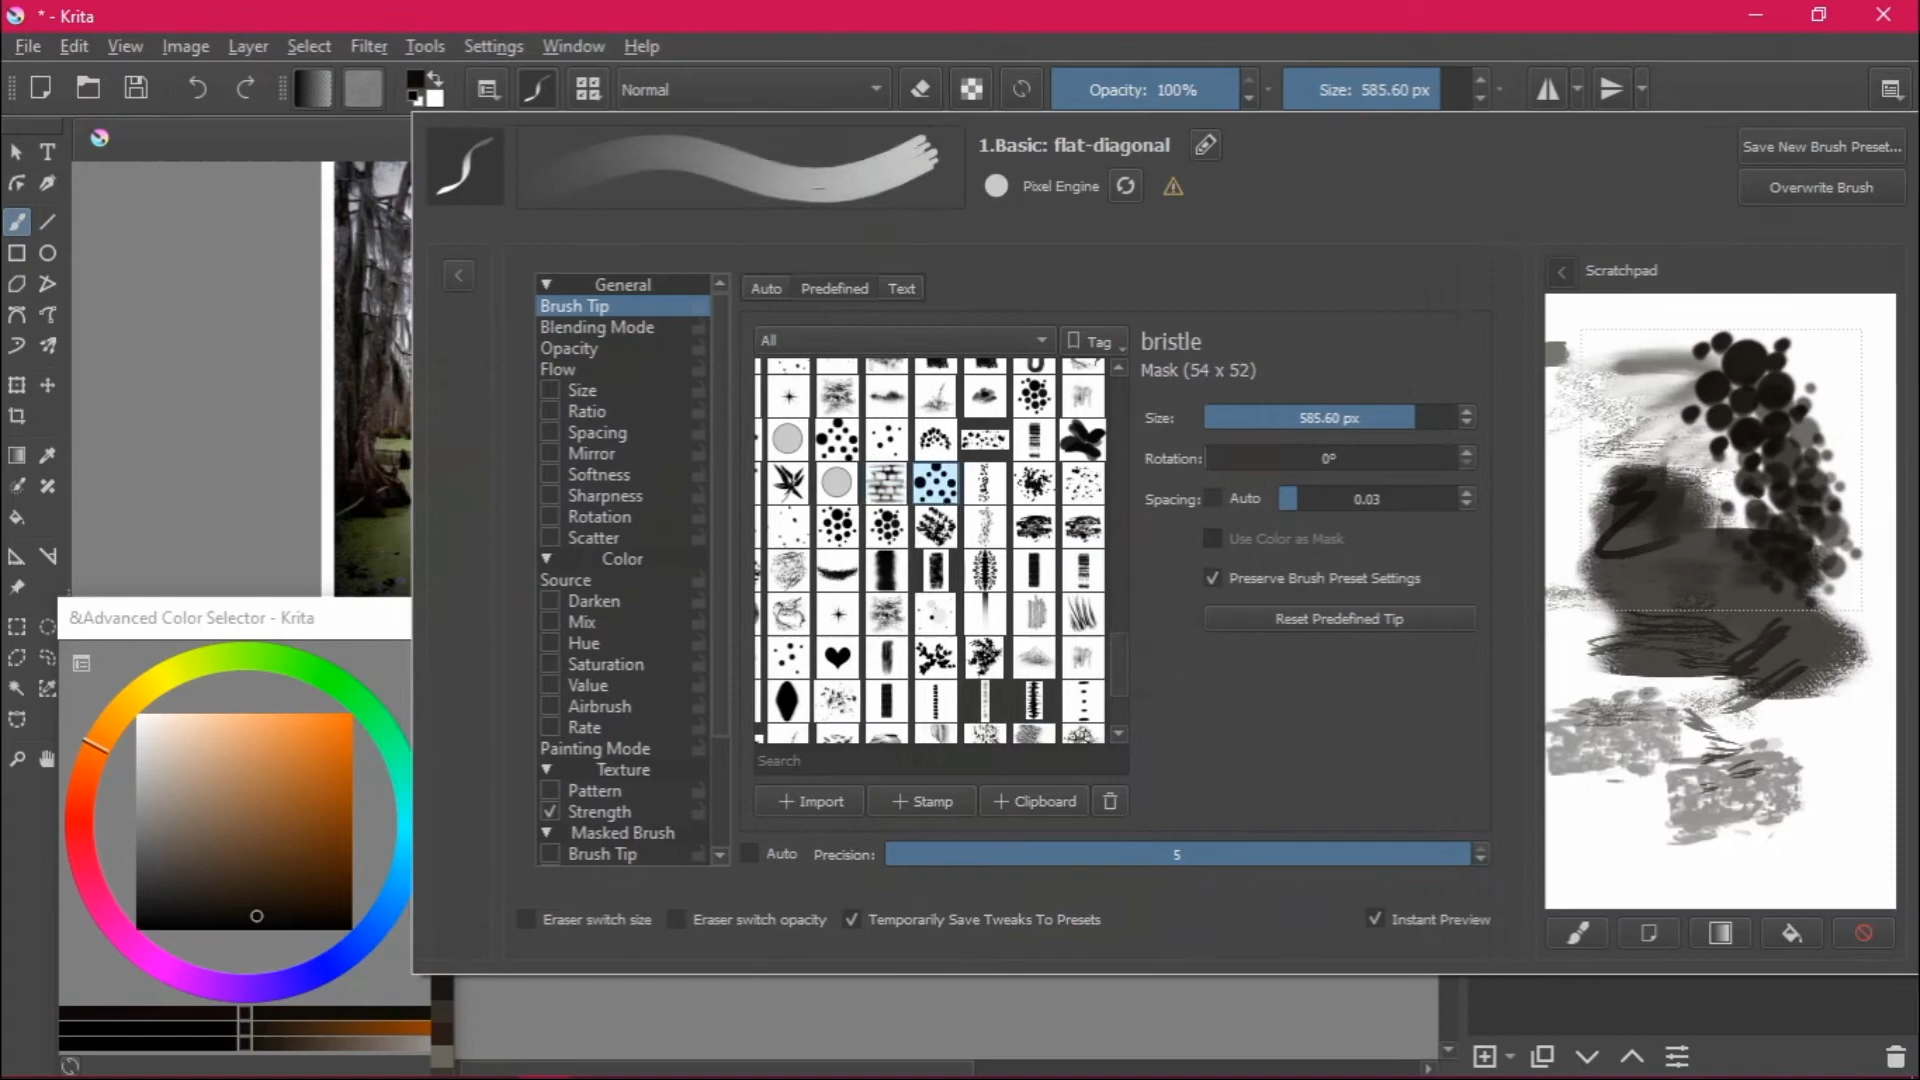 * - Krita
File Edit View Image Layer Select Filter Tools Settings Window Help
Normal
Opacity: 100%
Size: 585.60 px
1.Basic: flat-diagonal
Pixel Engine
Save New Brush Preset...
Overwrite Brush
General
Brush Tip
Blending Mode
Opacity
Flow
Size
Ratio
Spacing
Mirror
Softness
Sharpness
Rotation
Scatter
Color
Source
Darken
Mix
Hue
Saturation
Value
Airbrush
Rate
Painting Mode
Texture
Pattern
Strength
Masked Brush
Brush Tip
Auto Predefined Text
All
Tag
Search
Import
Stamp
Clipboard
Auto
Precision:
5
bristle
Mask (54 x 52)
Size: 585.60 px
Rotation: 0°
Spacing: Auto 0.03
Use Color as Mask
Preserve Brush Preset Settings
Reset Predefined Tip
Scratchpad
Eraser switch size
Eraser switch opacity
Temporarily Save Tweaks To Presets
Instant Preview
&Advanced Color Selector - Krita